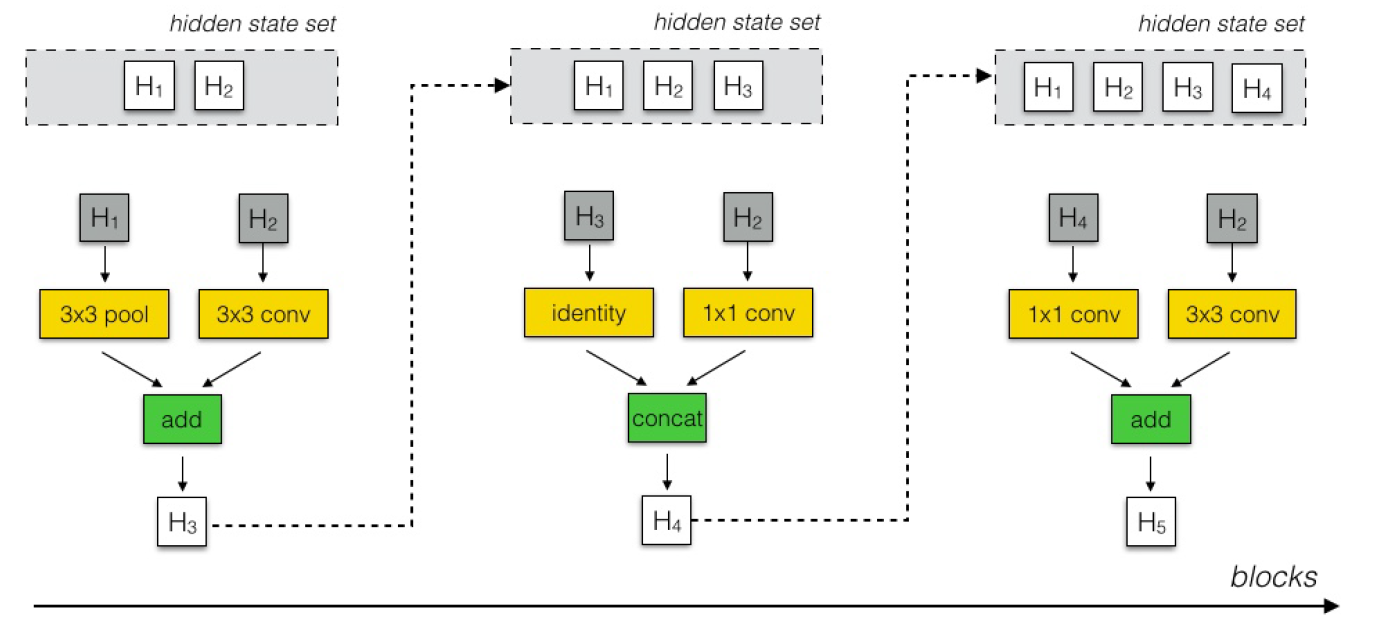 hidden state set
H₁ H₂
H₁ H₂
3x3 pool 3x3 conv
add
H₃
hidden state set
H₁ H₂ H₃
H₃ H₂
identity 1x1 conv
concat
H₄
hidden state set
H₁ H₂ H₃ H₄
H₄ H₂
1x1 conv 3x3 conv
add
H₅
blocks